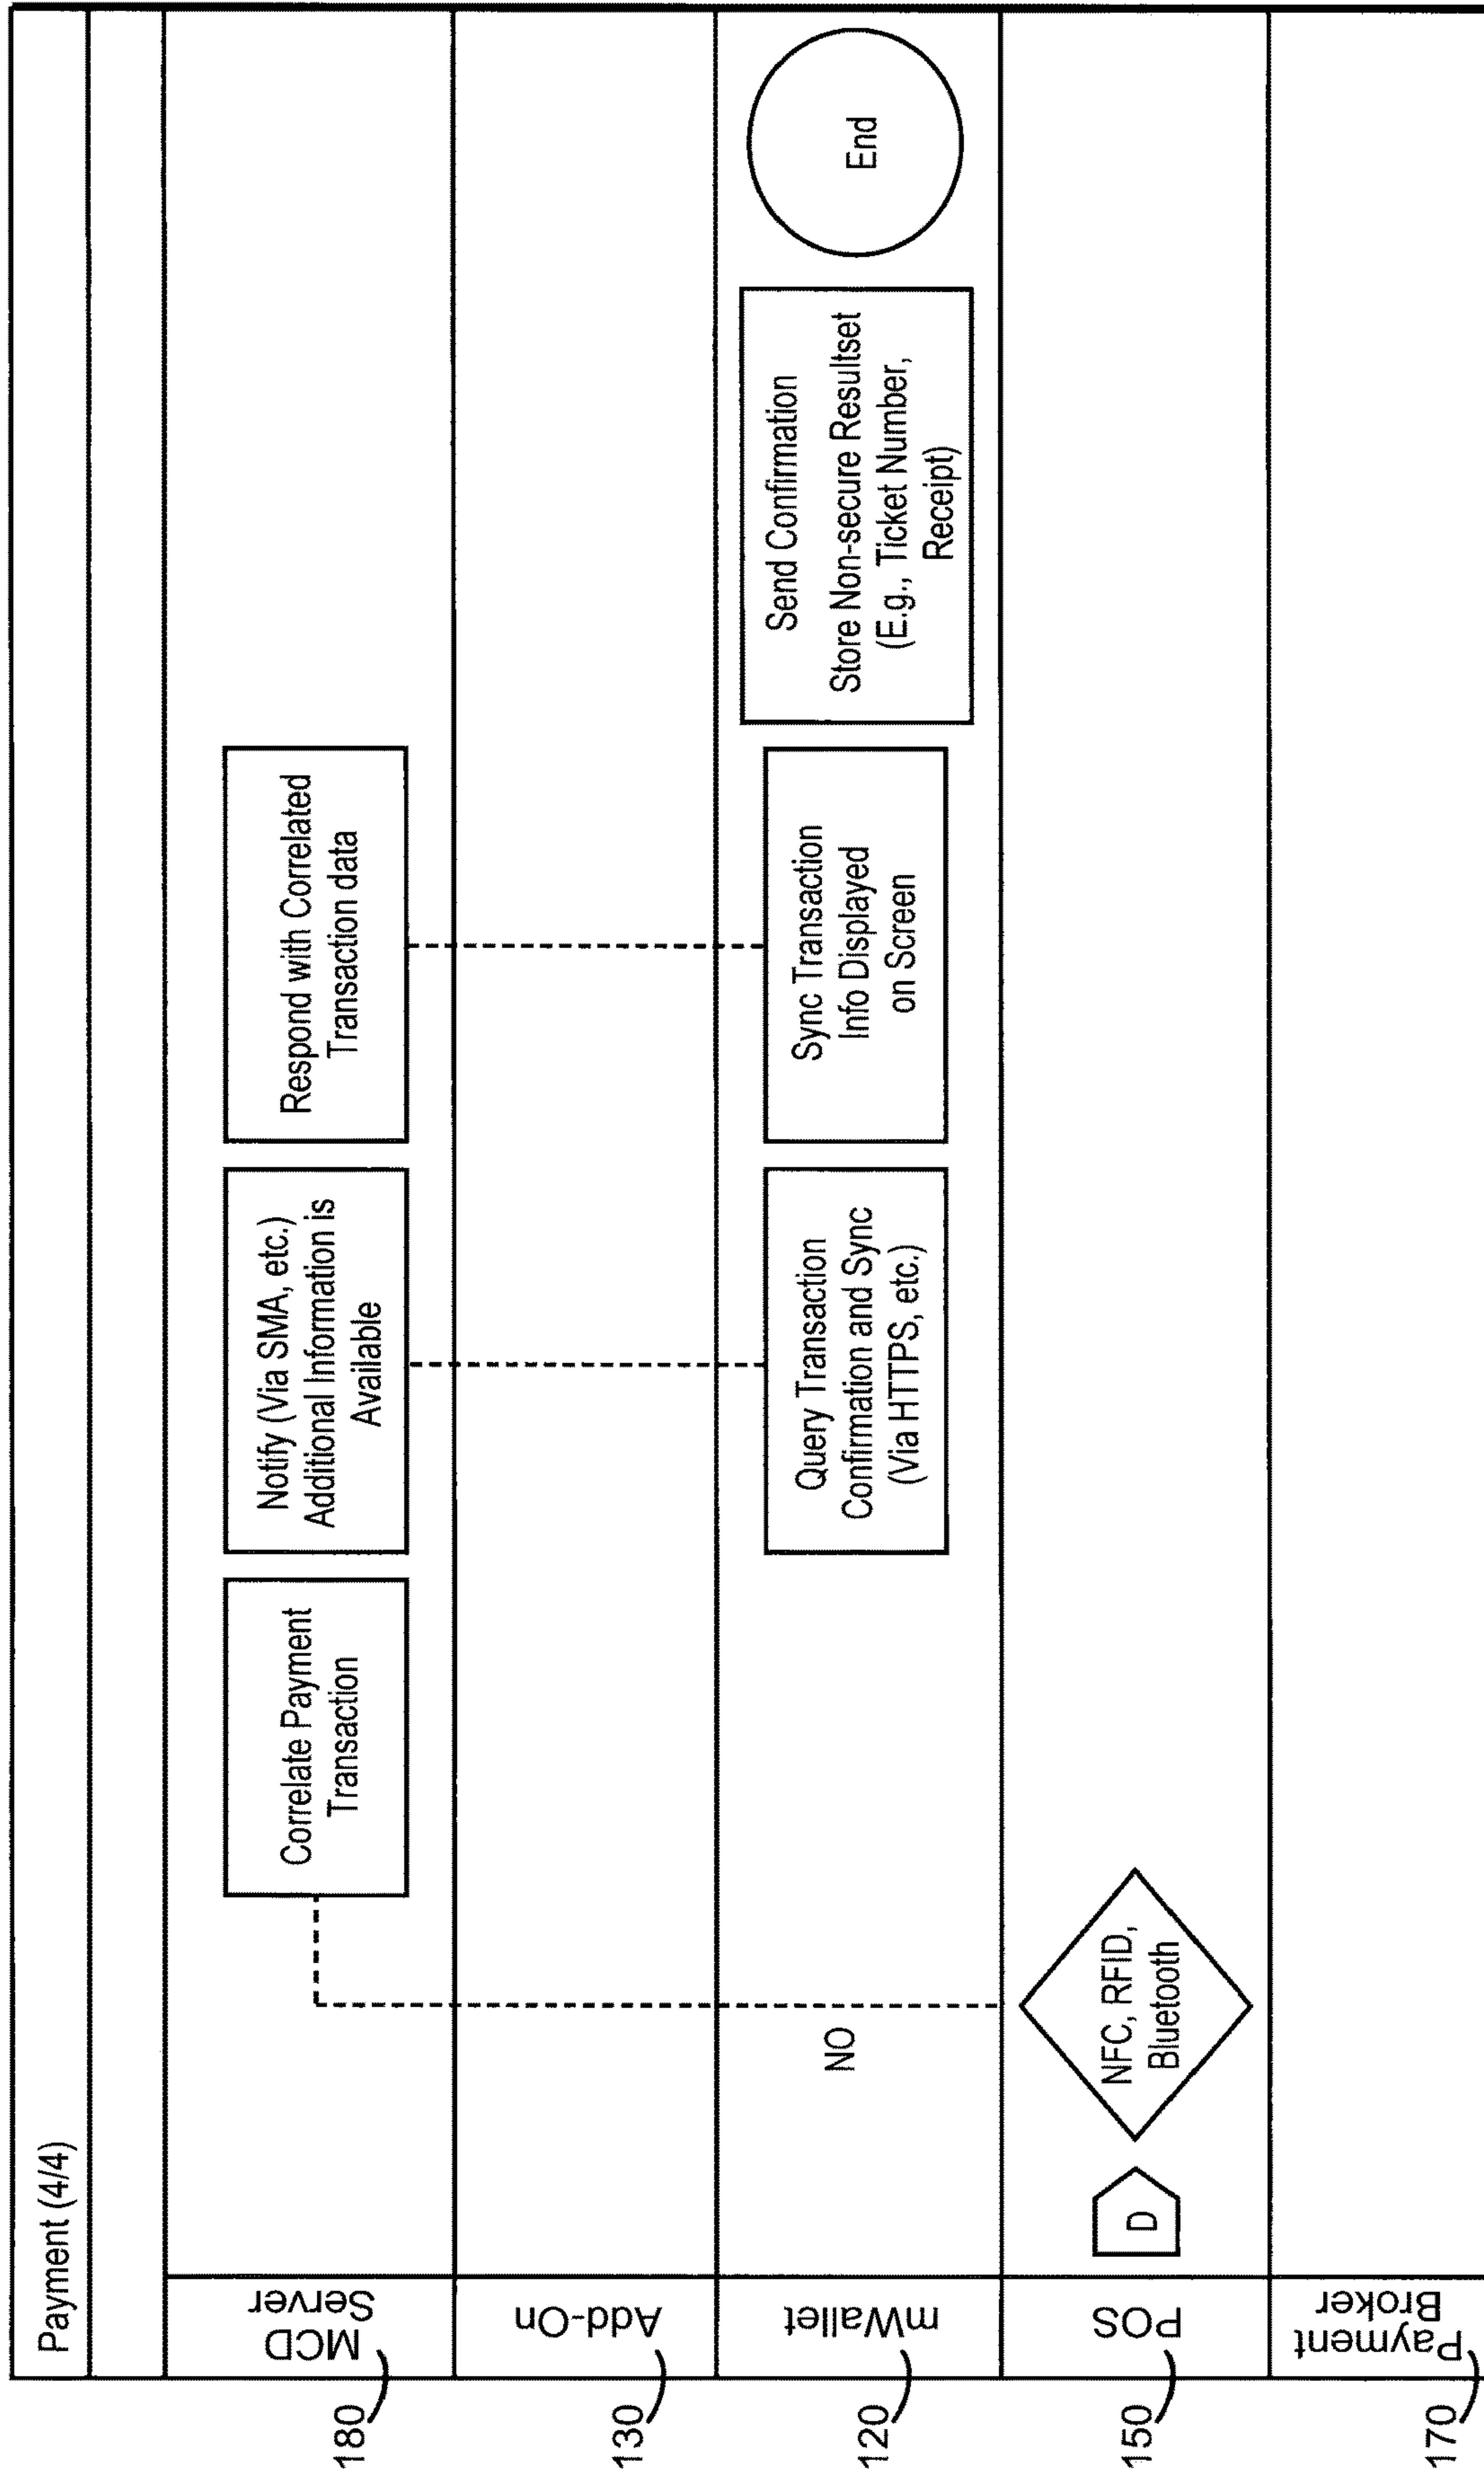 Payment (4/4)
180
MCD
Server
Correlate Payment
Transaction
Notify (Via SMA, etc.)
Additional Information is
Available
Respond with Correlated
Transaction data
130
Add-On
120
mWallet
NO
Query Transaction
Confirmation and Sync
(Via HTTPS, etc.)
Sync Transaction
Info Displayed
on Screen
Send Confirmation
Store Non-secure Resultset
(E.g., Ticket Number,
Receipt)
End
150
POS
D
NFC, RFID,
Bluetooth
170
Payment
Broker